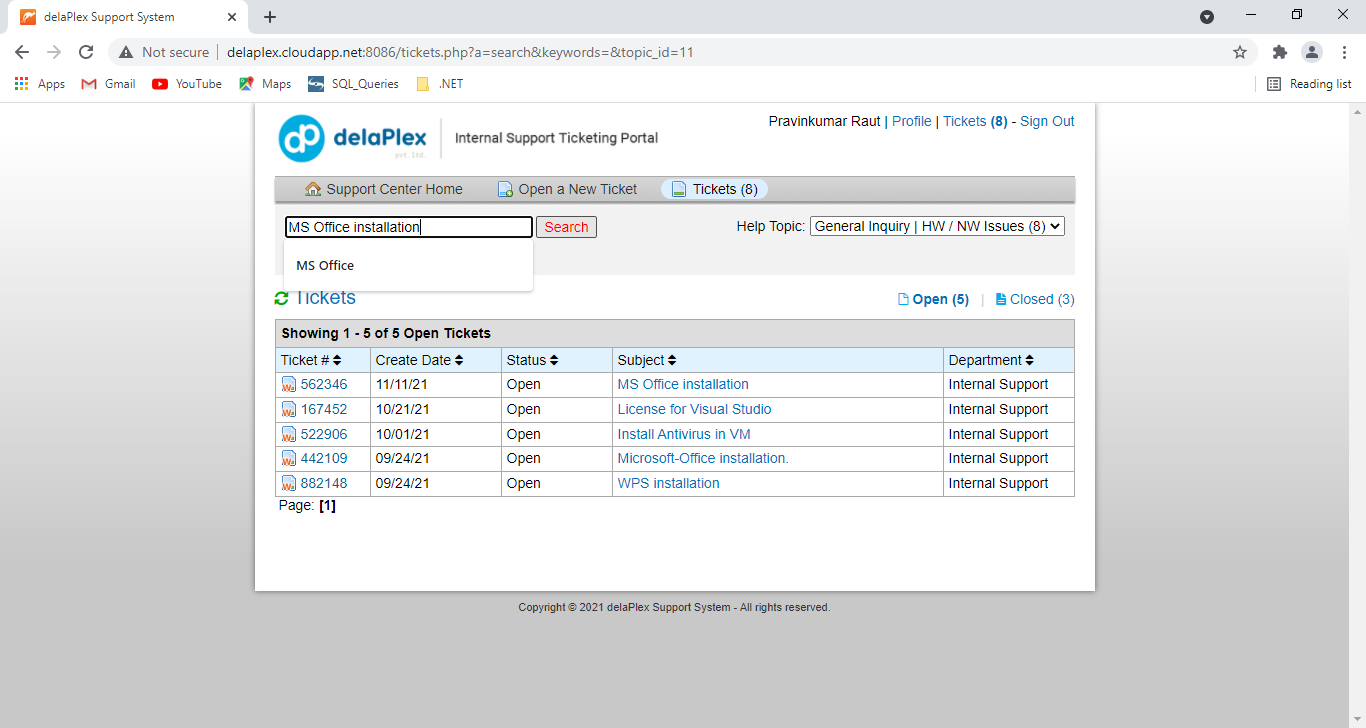 delaPlex Support System
Not secure delaplex.cloudapp.net:8086/tickets.php?a=search&keywords=&topic_id=11
Apps Gmail YouTube Maps SQL_Queries .NET Reading list
dp delaPlex pvt.ltd. Internal Support Ticketing Portal
Pravinkumar Raut | Profile | Tickets (8) - Sign Out
Support Center Home Open a New Ticket Tickets (8)
MS Office installation Search Help Topic: General Inquiry | HW / NW Issues (8)
MS Office
Tickets Open (5) | Closed (3)
Showing 1 - 5 of 5 Open Tickets
Ticket # Create Date Status Subject Department
562346 11/11/21 Open MS Office installation Internal Support
167452 10/21/21 Open License for Visual Studio Internal Support
522906 10/01/21 Open Install Antivirus in VM Internal Support
442109 09/24/21 Open Microsoft-Office installation. Internal Support
882148 09/24/21 Open WPS installation Internal Support
Page: [1]
Copyright © 2021 delaPlex Support System - All rights reserved.